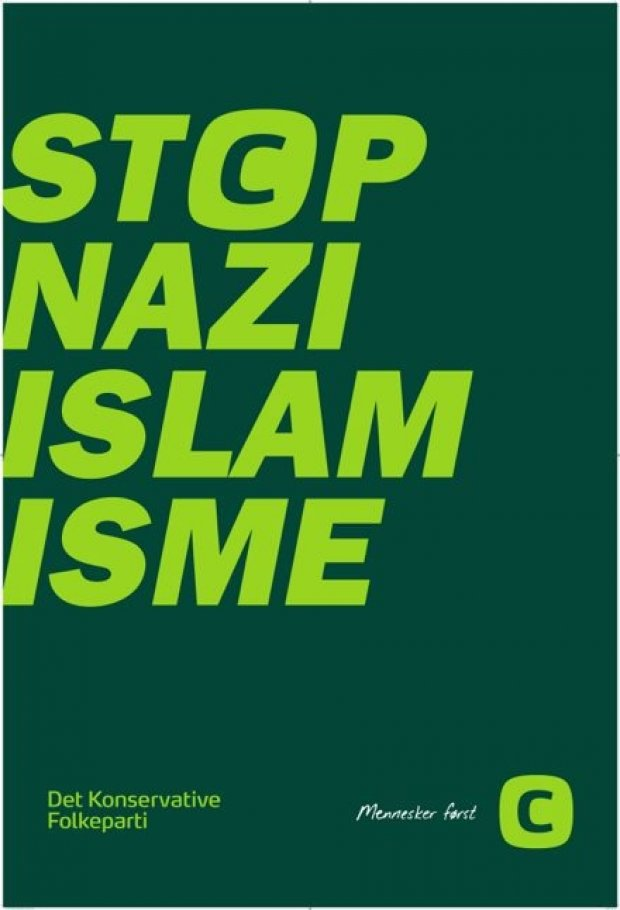 STOP
NAZI
ISLAM
ISME
Det Konservative
Folkeparti
Mennesker først
C